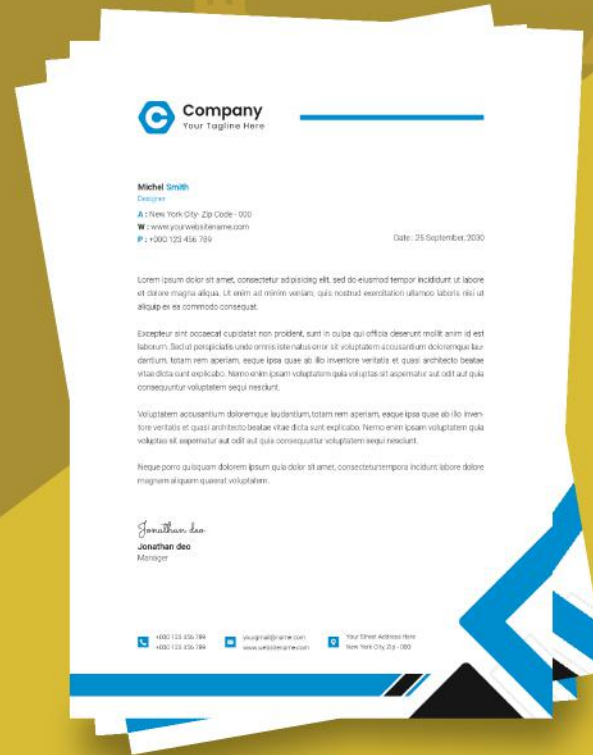 Company
Your Tagline Here
Michel Smith
Designer
A : New York City- Zip Code - 000
W : www.yourwebsitename.com
P : +000 123 456 789
Date : 25 September, 2030
Lorem ipsum dolor sit amet, consectetur adipisicing elit, sed do eiusmod tempor incididunt ut labore
et dolore magna aliqua. Ut enim ad minim veniam, quis nostrud exercitation ullamco laboris nisi ut
aliquip ex ea commodo consequat.
Excepteur sint occaecat cupidatat non proident, sunt in culpa qui officia deserunt mollit anim id est
laborum. Sed ut perspiciatis unde omnis iste natus error sit voluptatem accusantium doloremque lau-
dantium, totam rem aperiam, eaque ipsa quae ab illo inventore veritatis et quasi architecto beatae
vitae dicta sunt explicabo. Nemo enim ipsam voluptatem quia voluptas sit aspernatur aut odit aut quia
consequuntur voluptatem sequi nesciunt.
Voluptatem accusantium doloremque laudantium, totam rem aperiam, eaque ipsa quae ab illo inven-
tore veritatis et quasi architecto beatae vitae dicta sunt explicabo. Nemo enim ipsam voluptatem quia
voluptas sit aspernatur aut odit aut quia consequuntur voluptatem sequi nesciunt.
Neque porro quisquam dolorem ipsum quia dolor sit amet, consectetur tempora incidunt labore dolore
magnam aliquam quaerat voluptatem.
Jonathan deo
Jonathan deo
Manager
+000 123 456 789
+000 123 456 789
yourgmail@name.com
www.websitename.com
Your Street Address Here
New York City, Zip - 000